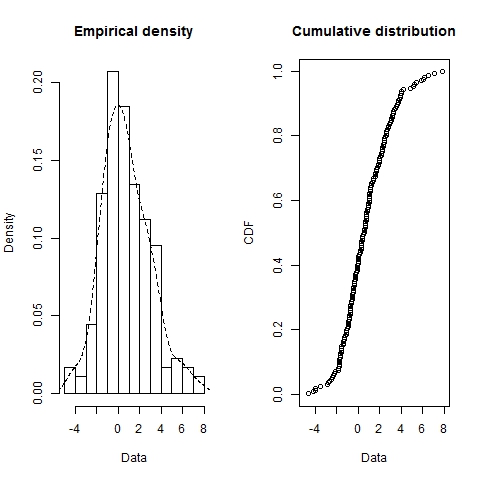 Empirical density
Density
0.00 0.05 0.10 0.15 0.20
-4 0 2 4 6 8
Data
Cumulative distribution
CDF
0.0 0.2 0.4 0.6 0.8 1.0
-4 -2 0 2 4 6 8
Data